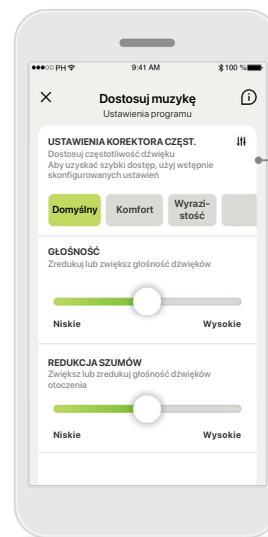 ●●●○○ PH 9:41 AM 100 %
Dostosuj muzykę
Ustawienia programu
USTAWIENIA KOREKTORA CZĘST.
Dostosuj częstotliwość dźwięku
Aby uzyskać szybki dostęp, użyj wstępnie
skonfigurowanych ustawień
Domyślny Komfort Wyrazi-
stość
GŁOŚNOŚĆ
Zredukuj lub zwiększ głośność dźwięków
Niskie Wysokie
REDUKCJA SZUMÓW
Zwiększ lub zredukuj głośność dźwięków
otoczenia
Niskie Wysokie